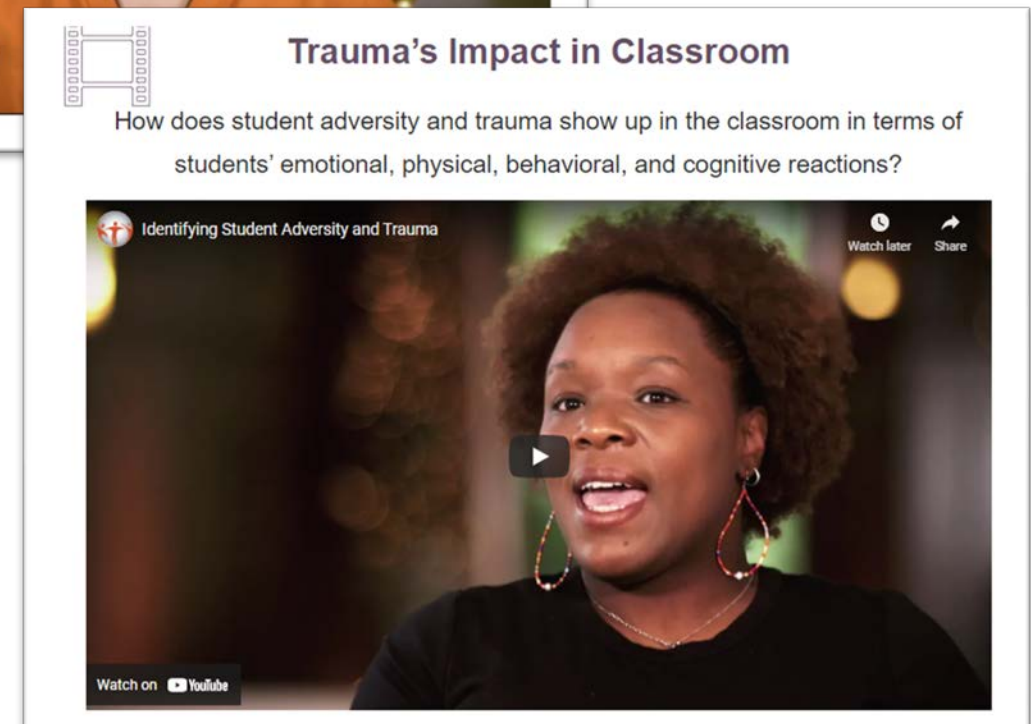 Trauma's Impact in Classroom
How does student adversity and trauma show up in the classroom in terms of
students' emotional, physical, behavioral, and cognitive reactions?
Identifying Student Adversity and Trauma
Watch later
Share
Watch on YouTube